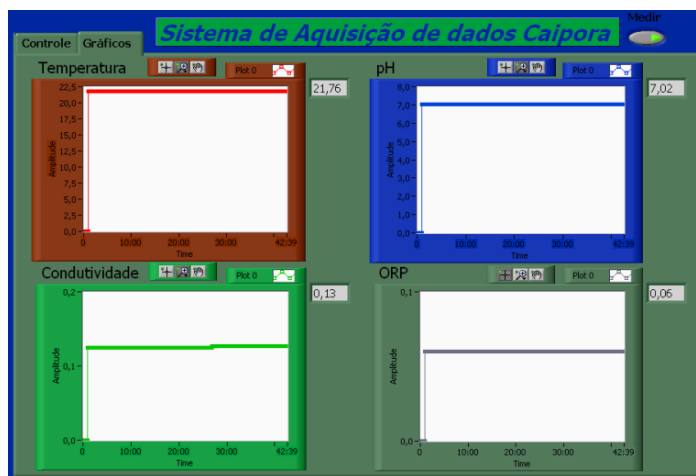 Sistema de Aquisição de dados Caipora
Medir
Controle
Gráficos
Temperatura
Plot 0
21,76
22,5
20,0
17,5
15,0
12,5
10,0
7,5
5,0
2,5
0,0
Amplitude
0
10:00
20:00
30:00
42:39
Time
pH
Plot 0
7,02
8,0
7,0
6,0
5,0
4,0
3,0
2,0
1,0
0,0
Amplitude
0
10:00
20:00
30:00
42:39
Time
Condutividade
Plot 0
0,13
0,2
0,1
0,0
Amplitude
0
10:00
20:00
30:00
42:39
Time
ORP
Plot 0
0,06
0,1
0,0
Amplitude
0
10:00
20:00
30:00
42:39
Time